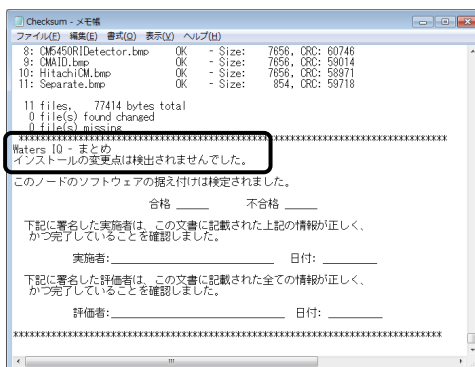 Checksum - メモ帳
ファイル(F) 編集(E) 書式(O) 表示(V) ヘルプ(H)
8: CM5450RIDetector.bmp OK - Size: 7656, CRC: 60746
9: CMAID.bmp OK - Size: 7656, CRC: 59014
10: HitachiCM.bmp OK - Size: 7656, CRC: 58971
11: Separate.bmp OK - Size: 854, CRC: 59718
11 files, 77414 bytes total
0 file(s) found changed
0 file(s) missing
******************************************************************************
Waters IQ - まとめ
インストールの変更点は検出されませんでした。
このノードのソフトウェアの据え付けは検定されました。
合格 _____ 不合格 _____
下記に署名した実施者は、この文書に記載された上記の情報が正しく、
かつ完了していることを確認しました。
実施者:____________________ 日付: ________
下記に署名した評価者は、この文書に記載された全ての情報が正しく、
かつ完了していることを確認しました。
評価者:____________________ 日付: ________
******************************************************************************